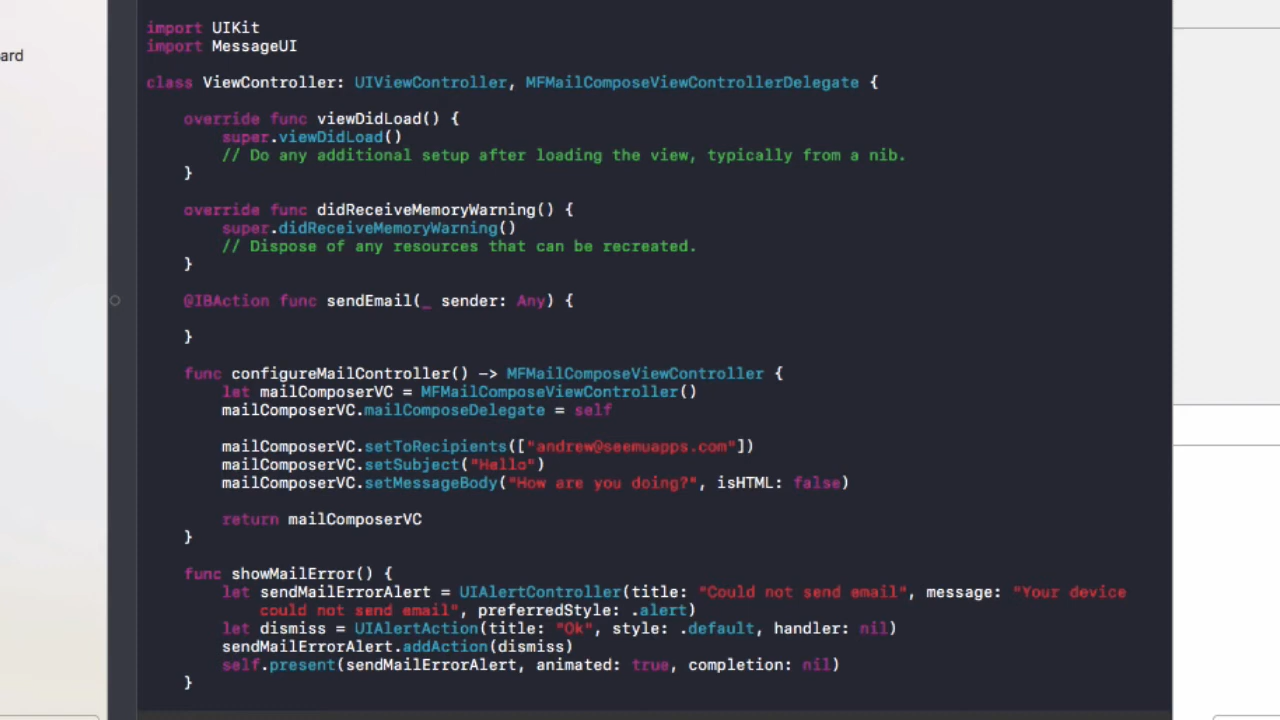 import UIKit
import MessageUI
ard
class ViewController: UIViewController, MFMailComposeViewControllerDelegate {
override func viewDidLoad() {
super.viewDidLoad()
// Do any additional setup after loading the view, typically from a nib.
}
override func didReceiveMemoryWarning() {
super.didReceiveMemoryWarning()
// Dispose of any resources that can be recreated.
}
@IBAction func sendEmail(_ sender: Any) {
}
func configureMailController() -> MFMailComposeViewController {
let mailComposerVC = MFMailComposeViewController()
mailComposerVC.mailComposeDelegate = self
mailComposerVC.setToRecipients(["andrew@seemuapps.com"])
mailComposerVC.setSubject("Hello")
mailComposerVC.setMessageBody("How are you doing?", isHTML: false)
return mailComposerVC
}
func showMailError() {
let sendMailErrorAlert = UIAlertController(title: "Could not send email", message: "Your device
could not send email", preferredStyle: .alert)
let dismiss = UIAlertAction(title: "Ok", style: .default, handler: nil)
sendMailErrorAlert.addAction(dismiss)
self.present(sendMailErrorAlert, animated: true, completion: nil)
}